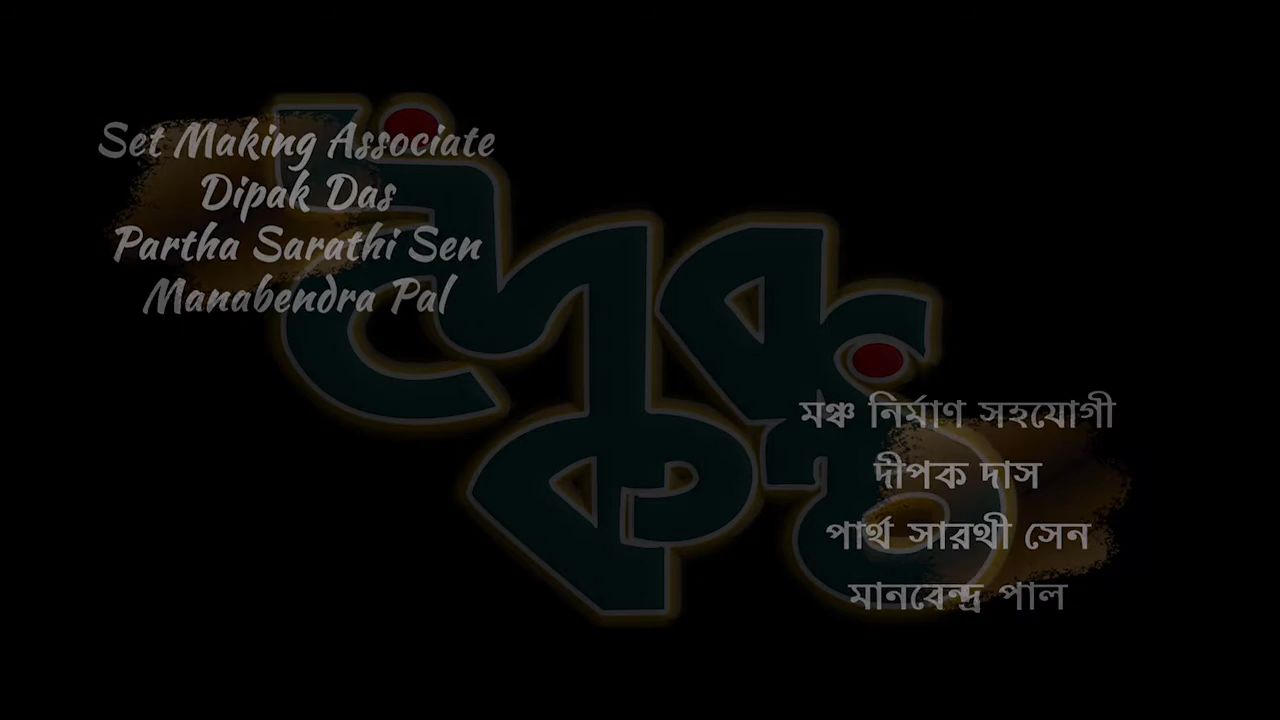 Set Making Associate
Dipak Das
Partha Sarathi Sen
Manabendra Pal
মঞ্চ নির্মাণ সহযোগী
দীপক দাস
পার্থ সারথী সেন
মানবেন্দ্র পাল